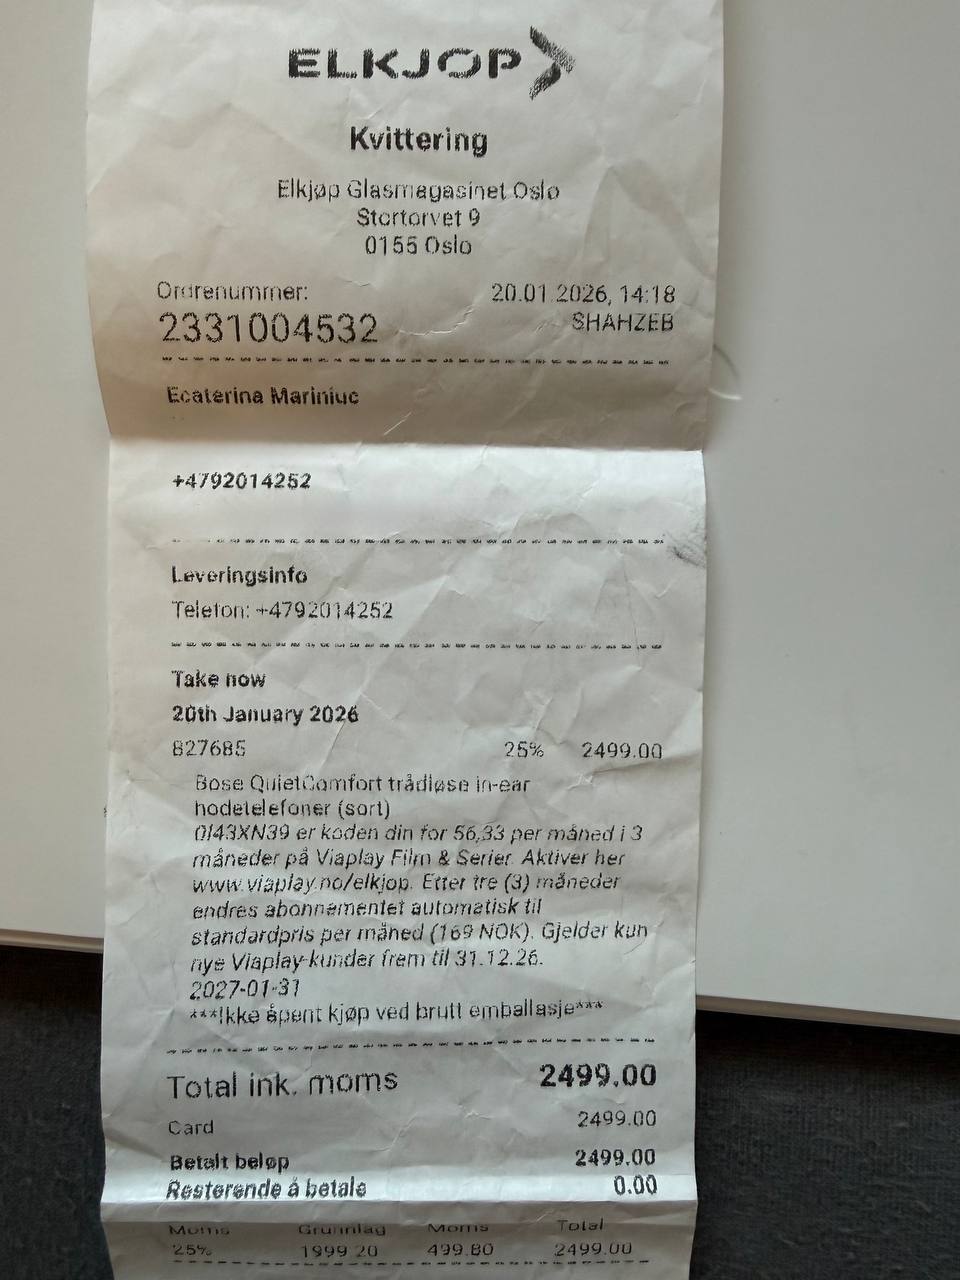 ELKJOP
Kvittering
Elkjøp Glasmagasinet Oslo
Stortorvet 9
0155 Oslo
Ordrenummer: 20.01.2026, 14:18
2331004532 SHAHZEB
Ecaterina Mariniuc
+4792014252
Leveringsinfo
Telefon: +4792014252
Take now
20th January 2026
827685 25% 2499.00
Bose QuietComfort trådløse in-ear
hodetelefoner (sort)
0I43XN39 er koden din for 56,33 per måned i 3
måneder på Viaplay Film & Serier. Aktiver her
www.viaplay.no/elkjop. Etter tre (3) måneder
endres abonnementet automatisk til
standardpris per måned (169 NOK). Gjelder kun
nye Viaplay-kunder frem til 31.12.26.
2027-01-31
***Ikke åpent kjøp ved brutt emballasje***
Total ink. moms 2499.00
Card 2499.00
Betalt beløp 2499.00
Resterende å betale 0.00
Moms Grunnlag Moms Total
25% 1999.20 499.80 2499.00